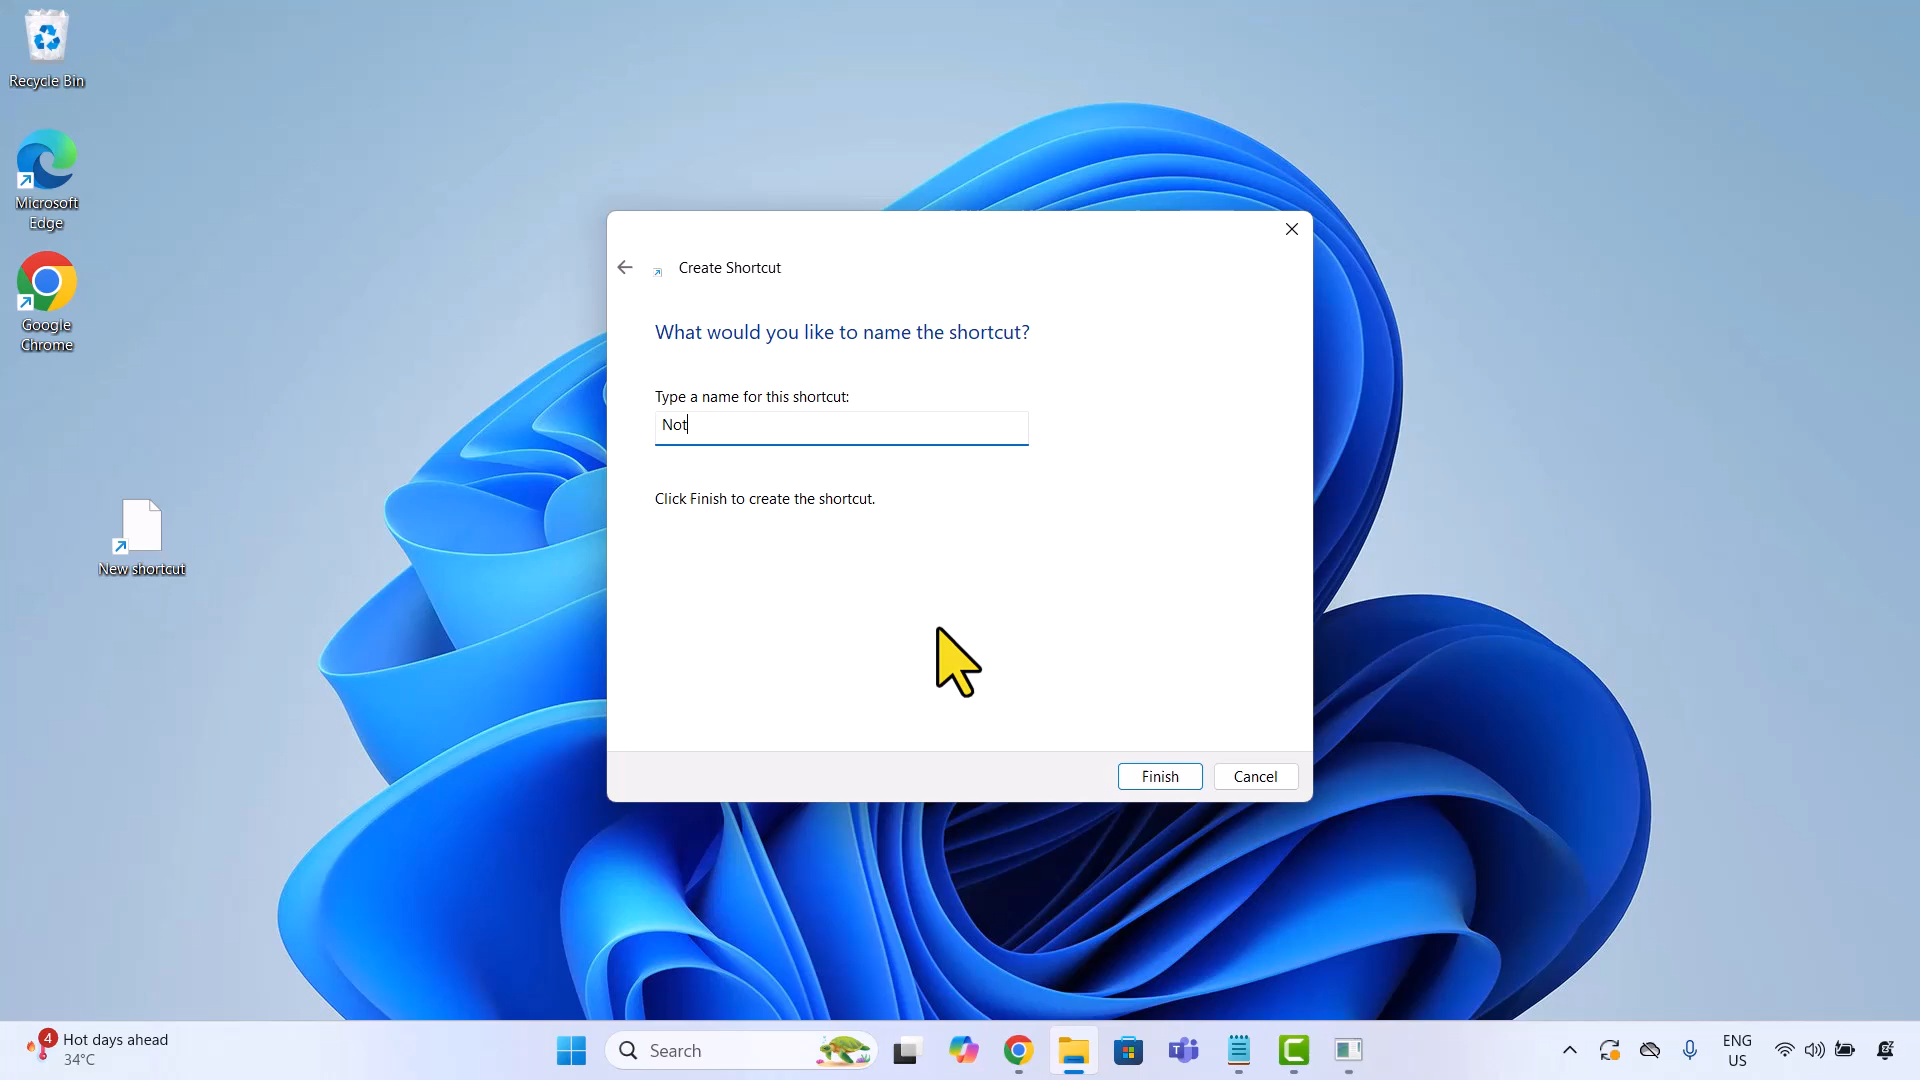 Recycle Bin
Microsoft
Edge
Google
Chrome
New shortcut
Create Shortcut
What would you like to name the shortcut?
Type a name for this shortcut:
Not
Click Finish to create the shortcut.
Finish
Cancel
4
Hot days ahead
34°C
Search
ENG
US